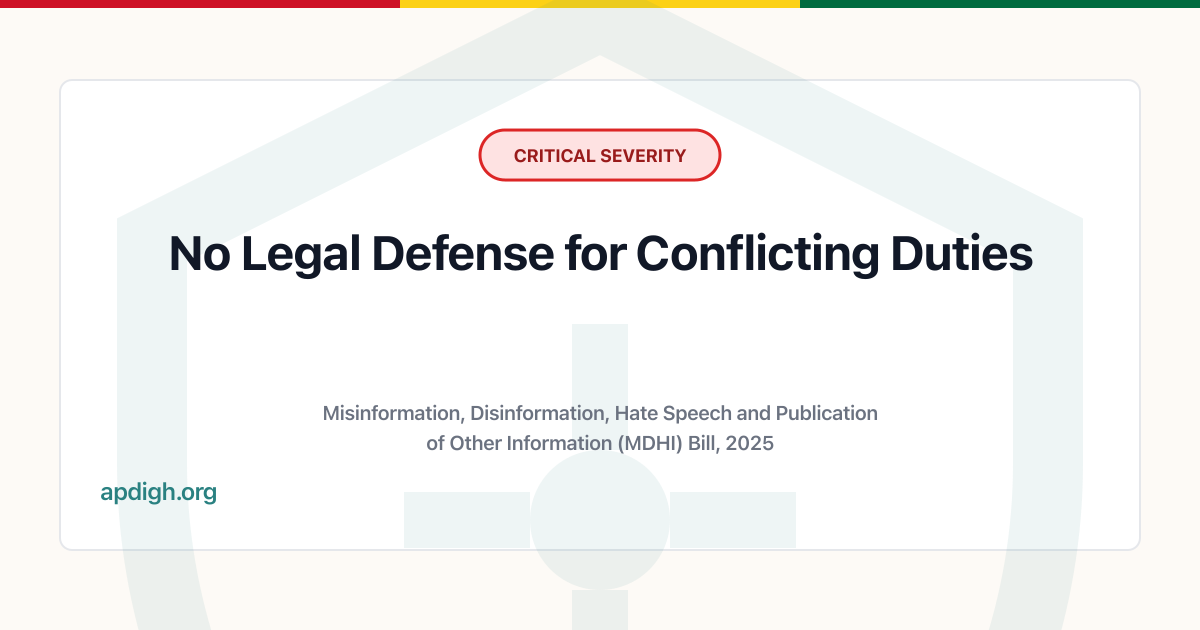 CRITICAL SEVERITY
No Legal Defense for Conflicting Duties
Misinformation, Disinformation, Hate Speech and Publication
of Other Information (MDHI) Bill, 2025
apdigh.org